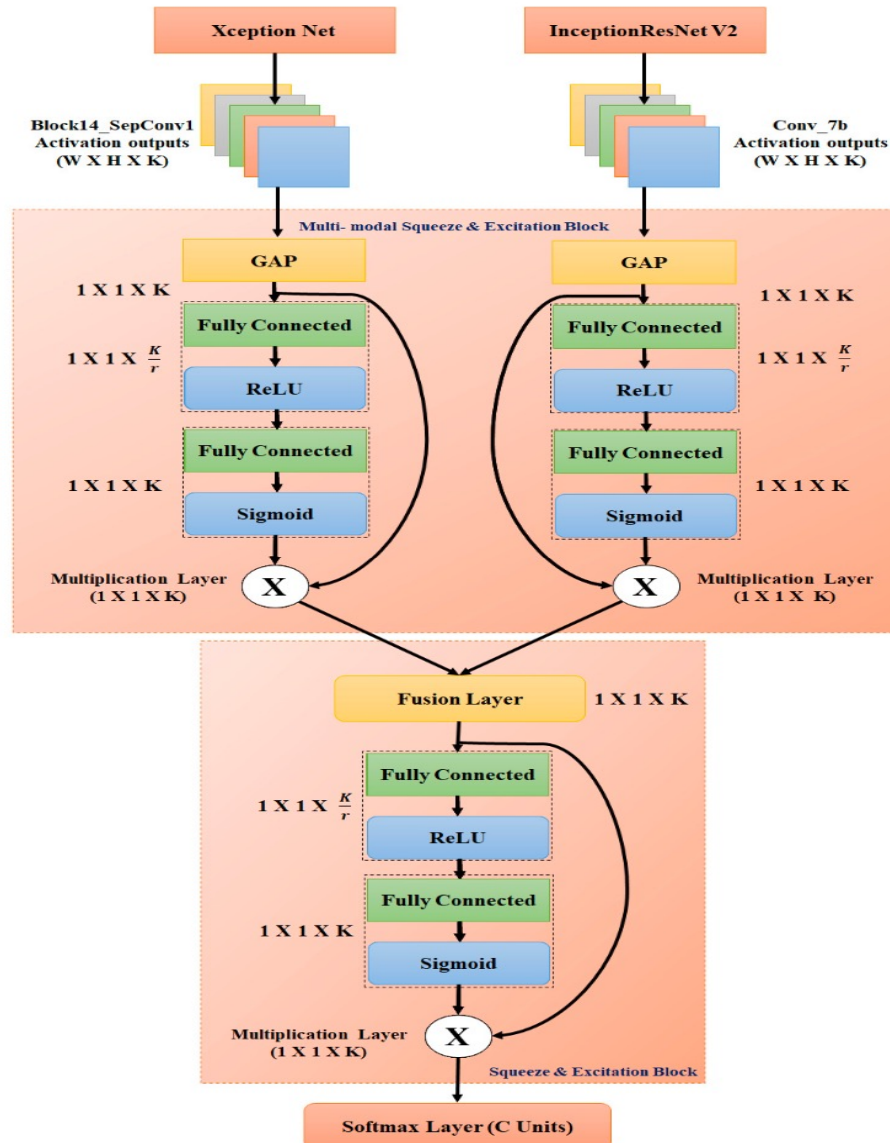 Xception Net
InceptionResNet V2
Block14_SepConv1
Activation outputs
(W X H X K)
Conv_7b
Activation outputs
(W X H X K)
Multi- modal Squeeze & Excitation Block
GAP
GAP
1 X 1 X K
1 X 1 X K
Fully Connected
Fully Connected
1 X 1 X K/r
1 X 1 X K/r
ReLU
ReLU
Fully Connected
Fully Connected
1 X 1 X K
1 X 1 X K
Sigmoid
Sigmoid
Multiplication Layer
(1 X 1 X K)
X
X
Multiplication Layer
(1 X 1 X K)
Fusion Layer
1 X 1 X K
Fully Connected
1 X 1 X K/r
ReLU
Fully Connected
1 X 1 X K
Sigmoid
Multiplication Layer
(1 X 1 X K)
X
Squeeze & Excitation Block
Softmax Layer (C Units)